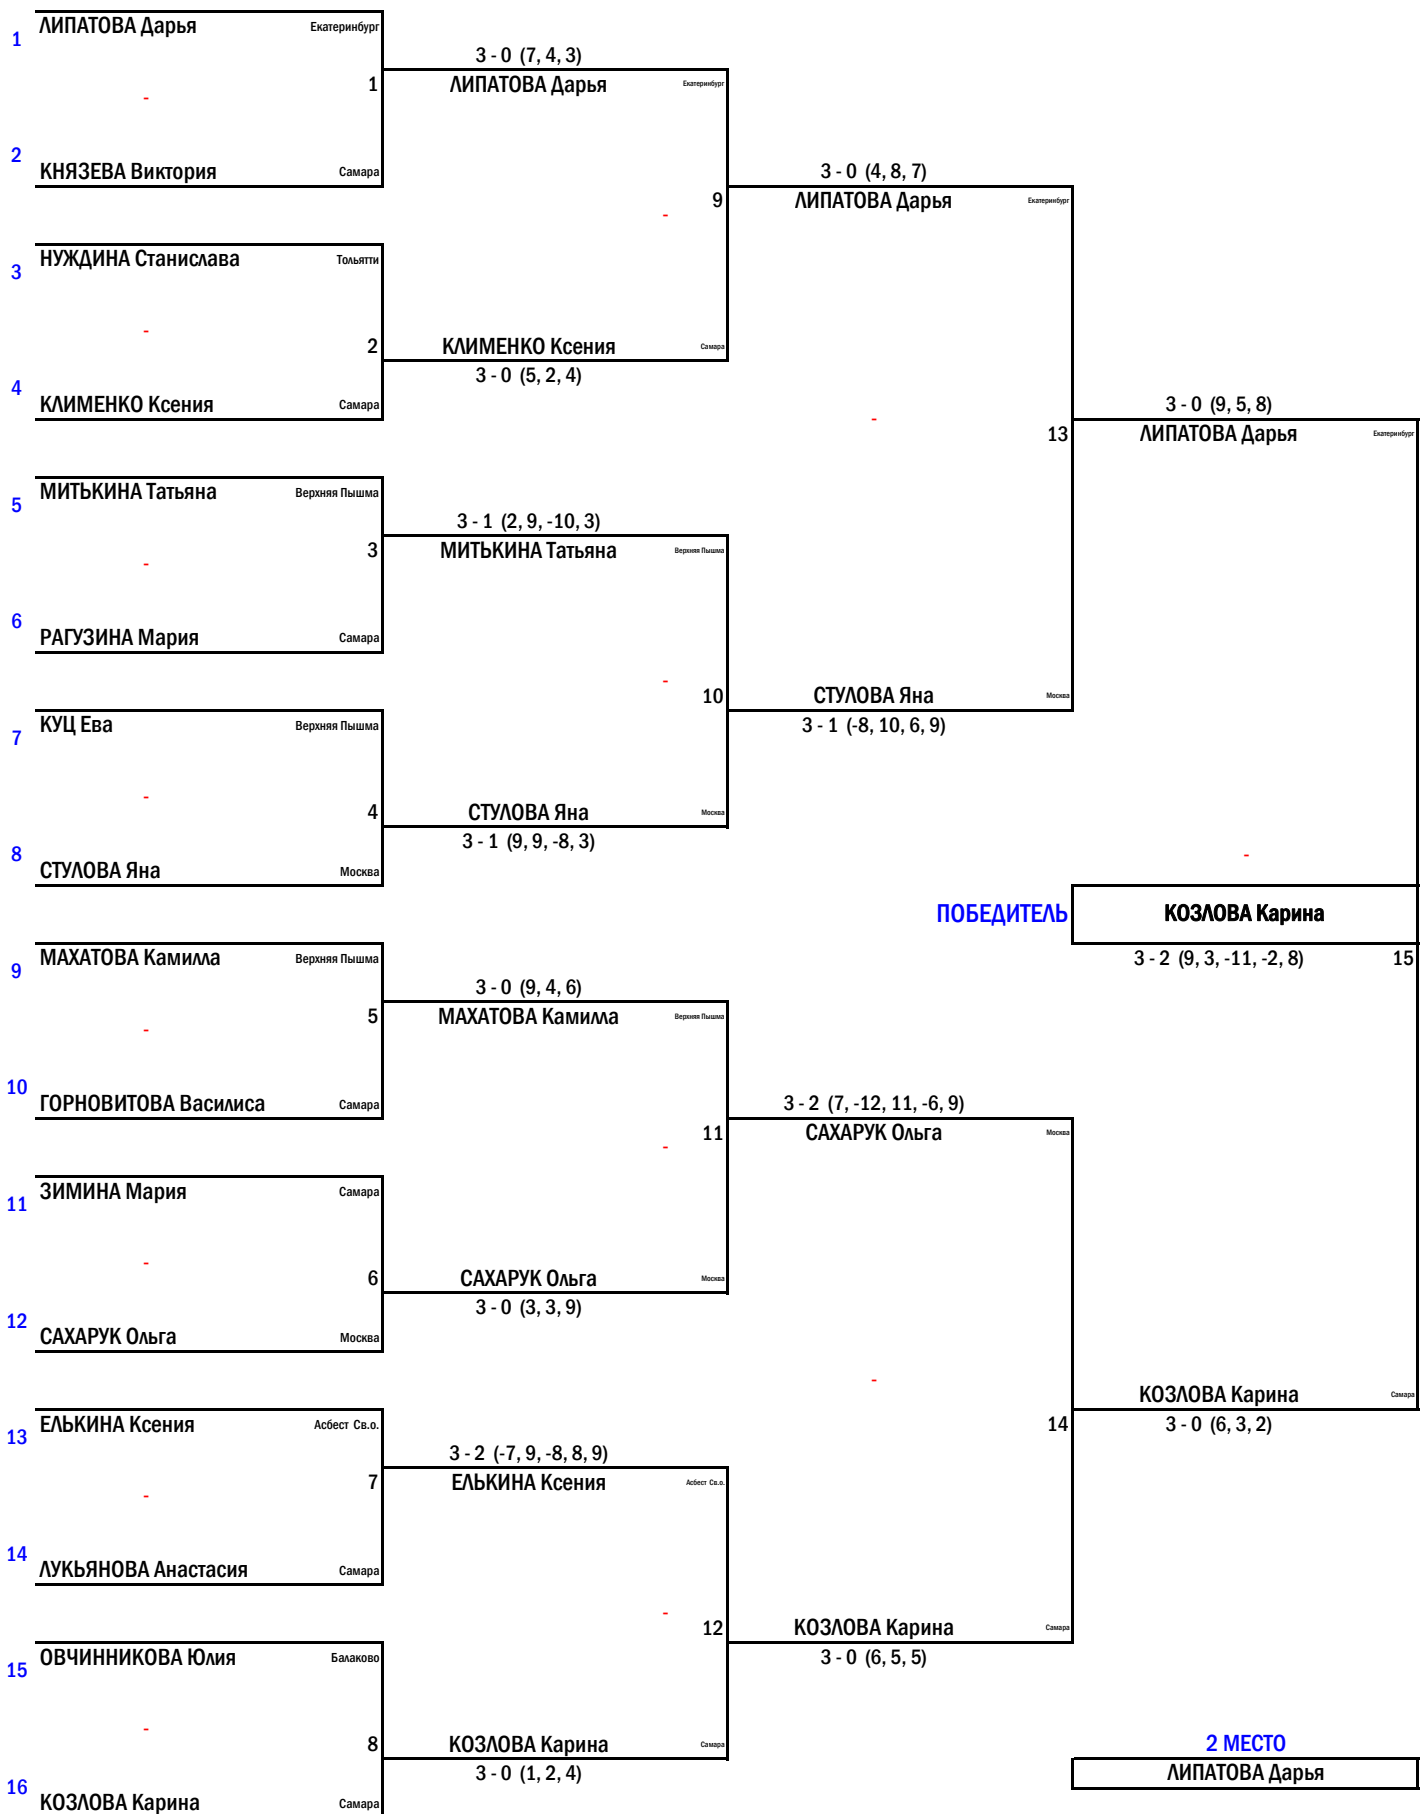 1 ЛИПАТОВА Дарья Екатеринбург
3 - 0 (7, 4, 3)
1 ЛИПАТОВА Дарья Екатеринбург
-
2 КНЯЗЕВА Виктория Самара
3 - 0 (4, 8, 7)
9 ЛИПАТОВА Дарья Екатеринбург
-
3 НУЖДИНА Станислава Тольятти
-
2 КЛИМЕНКО Ксения Самара
3 - 0 (5, 2, 4)
4 КЛИМЕНКО Ксения Самара
3 - 0 (9, 5, 8)
-
13 ЛИПАТОВА Дарья Екатеринбург
5 МИТЬКИНА Татьяна Верхняя Пышма
3 - 1 (2, 9, -10, 3)
3 МИТЬКИНА Татьяна Верхняя Пышма
-
6 РАГУЗИНА Мария Самара
-
10 СТУЛОВА Яна Москва
7 КУЦ Ева Верхняя Пышма
3 - 1 (-8, 10, 6, 9)
-
4 СТУЛОВА Яна Москва
3 - 1 (9, 9, -8, 3)
8 СТУЛОВА Яна Москва
-
ПОБЕДИТЕЛЬ КОЗЛОВА Карина
9 МАХАТОВА Камилла Верхняя Пышма
3 - 2 (9, 3, -11, -2, 8) 15
3 - 0 (9, 4, 6)
5 МАХАТОВА Камилла Верхняя Пышма
-
10 ГОРНОВИТОВА Василиса Самара
3 - 2 (7, -12, 11, -6, 9)
11 САХАРУК Ольга Москва
-
11 ЗИМИНА Мария Самара
-
6 САХАРУК Ольга Москва
3 - 0 (3, 3, 9)
12 САХАРУК Ольга Москва
-
КОЗЛОВА Карина Самара
13 ЕЛЬКИНА Ксения Асбест Св.о.
14 3 - 0 (6, 3, 2)
3 - 2 (-7, 9, -8, 8, 9)
7 ЕЛЬКИНА Ксения Асбест Св.о.
-
14 ЛУКЬЯНОВА Анастасия Самара
-
12 КОЗЛОВА Карина Самара
15 ОВЧИННИКОВА Юлия Балаково
3 - 0 (6, 5, 5)
-
8 КОЗЛОВА Карина Самара
2 МЕСТО
3 - 0 (1, 2, 4)
ЛИПАТОВА Дарья
16 КОЗЛОВА Карина Самара